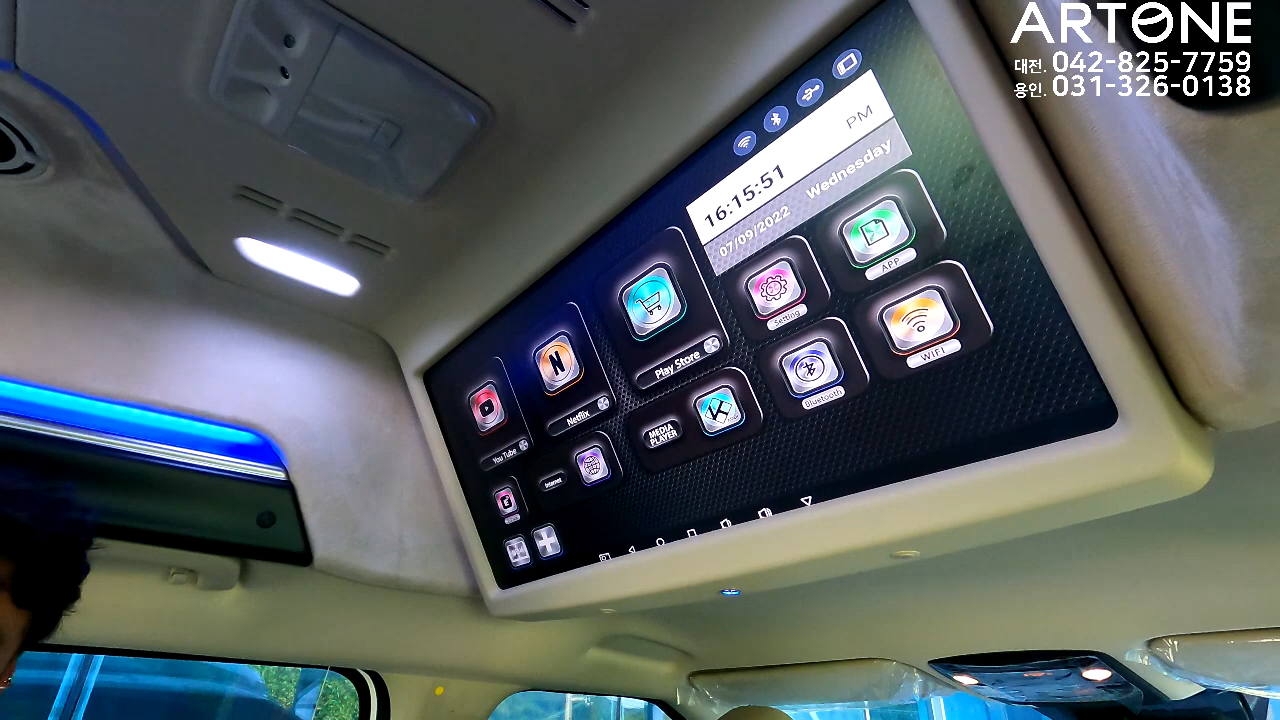 ARTONE
대전. 042-825-7759
용인. 031-326-0138
PM
16:15:51
07/09/2022 Wednesday
You Tube
Netflix
Play Store
Setting
APP
Internet
MEDIA PLAYER
Bluetooth
WIFI